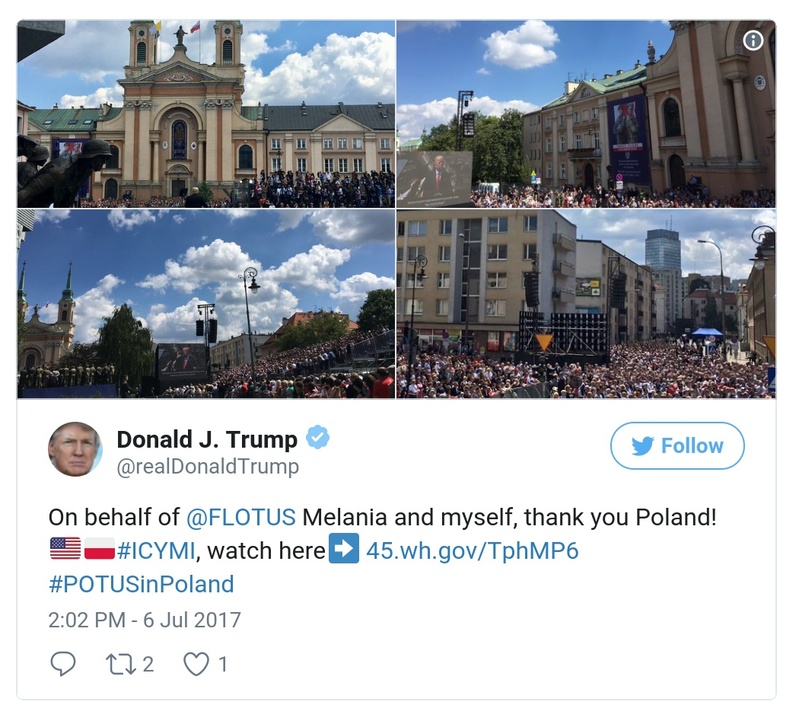 Donald J. Trump
@realDonaldTrump
Follow
On behalf of @FLOTUS Melania and myself, thank you Poland!
🇺🇸🇵🇱#ICYMI, watch here➡️ 45.wh.gov/TphMP6
#POTUSinPoland
2:02 PM - 6 Jul 2017
2 1